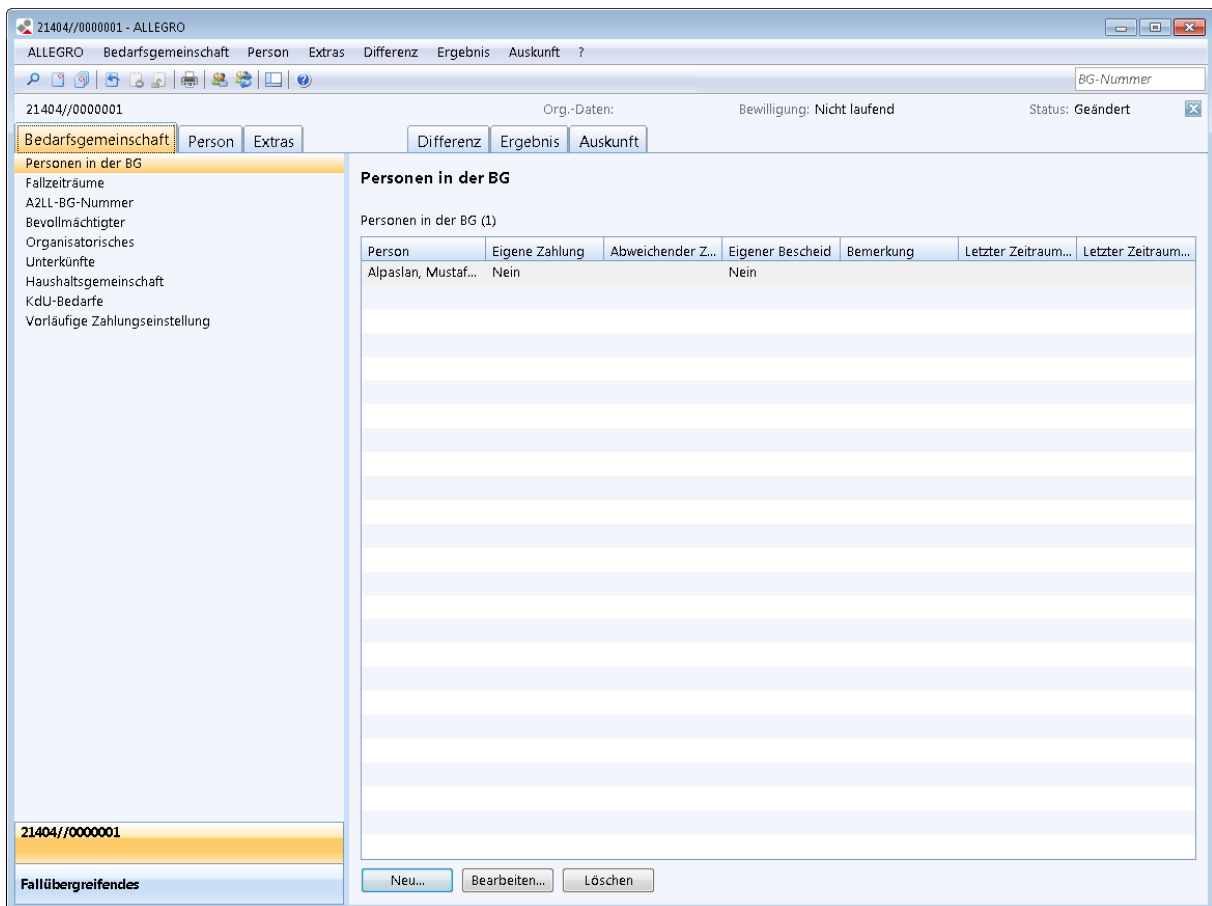 21404//0000001 - ALLEGRO
ALLEGRO Bedarfsgemeinschaft Person Extras Differenz Ergebnis Auskunft ?
BG-Nummer
21404//0000001 Org.-Daten: Bewilligung: Nicht laufend Status: Geändert
Bedarfsgemeinschaft Person Extras Differenz Ergebnis Auskunft
Personen in der BG
Fallzeiträume
A2LL-BG-Nummer
Bevollmächtigter
Organisatorisches
Unterkünfte
Haushaltsgemeinschaft
KdU-Bedarfe
Vorläufige Zahlungseinstellung
21404//0000001
Fallübergreifendes
Personen in der BG
Personen in der BG (1)
Person Eigene Zahlung Abweichender Z... Eigener Bescheid Bemerkung Letzter Zeitraum... Letzter Zeitraum...
Alpaslan, Mustaf... Nein Nein
Neu... Bearbeiten... Löschen